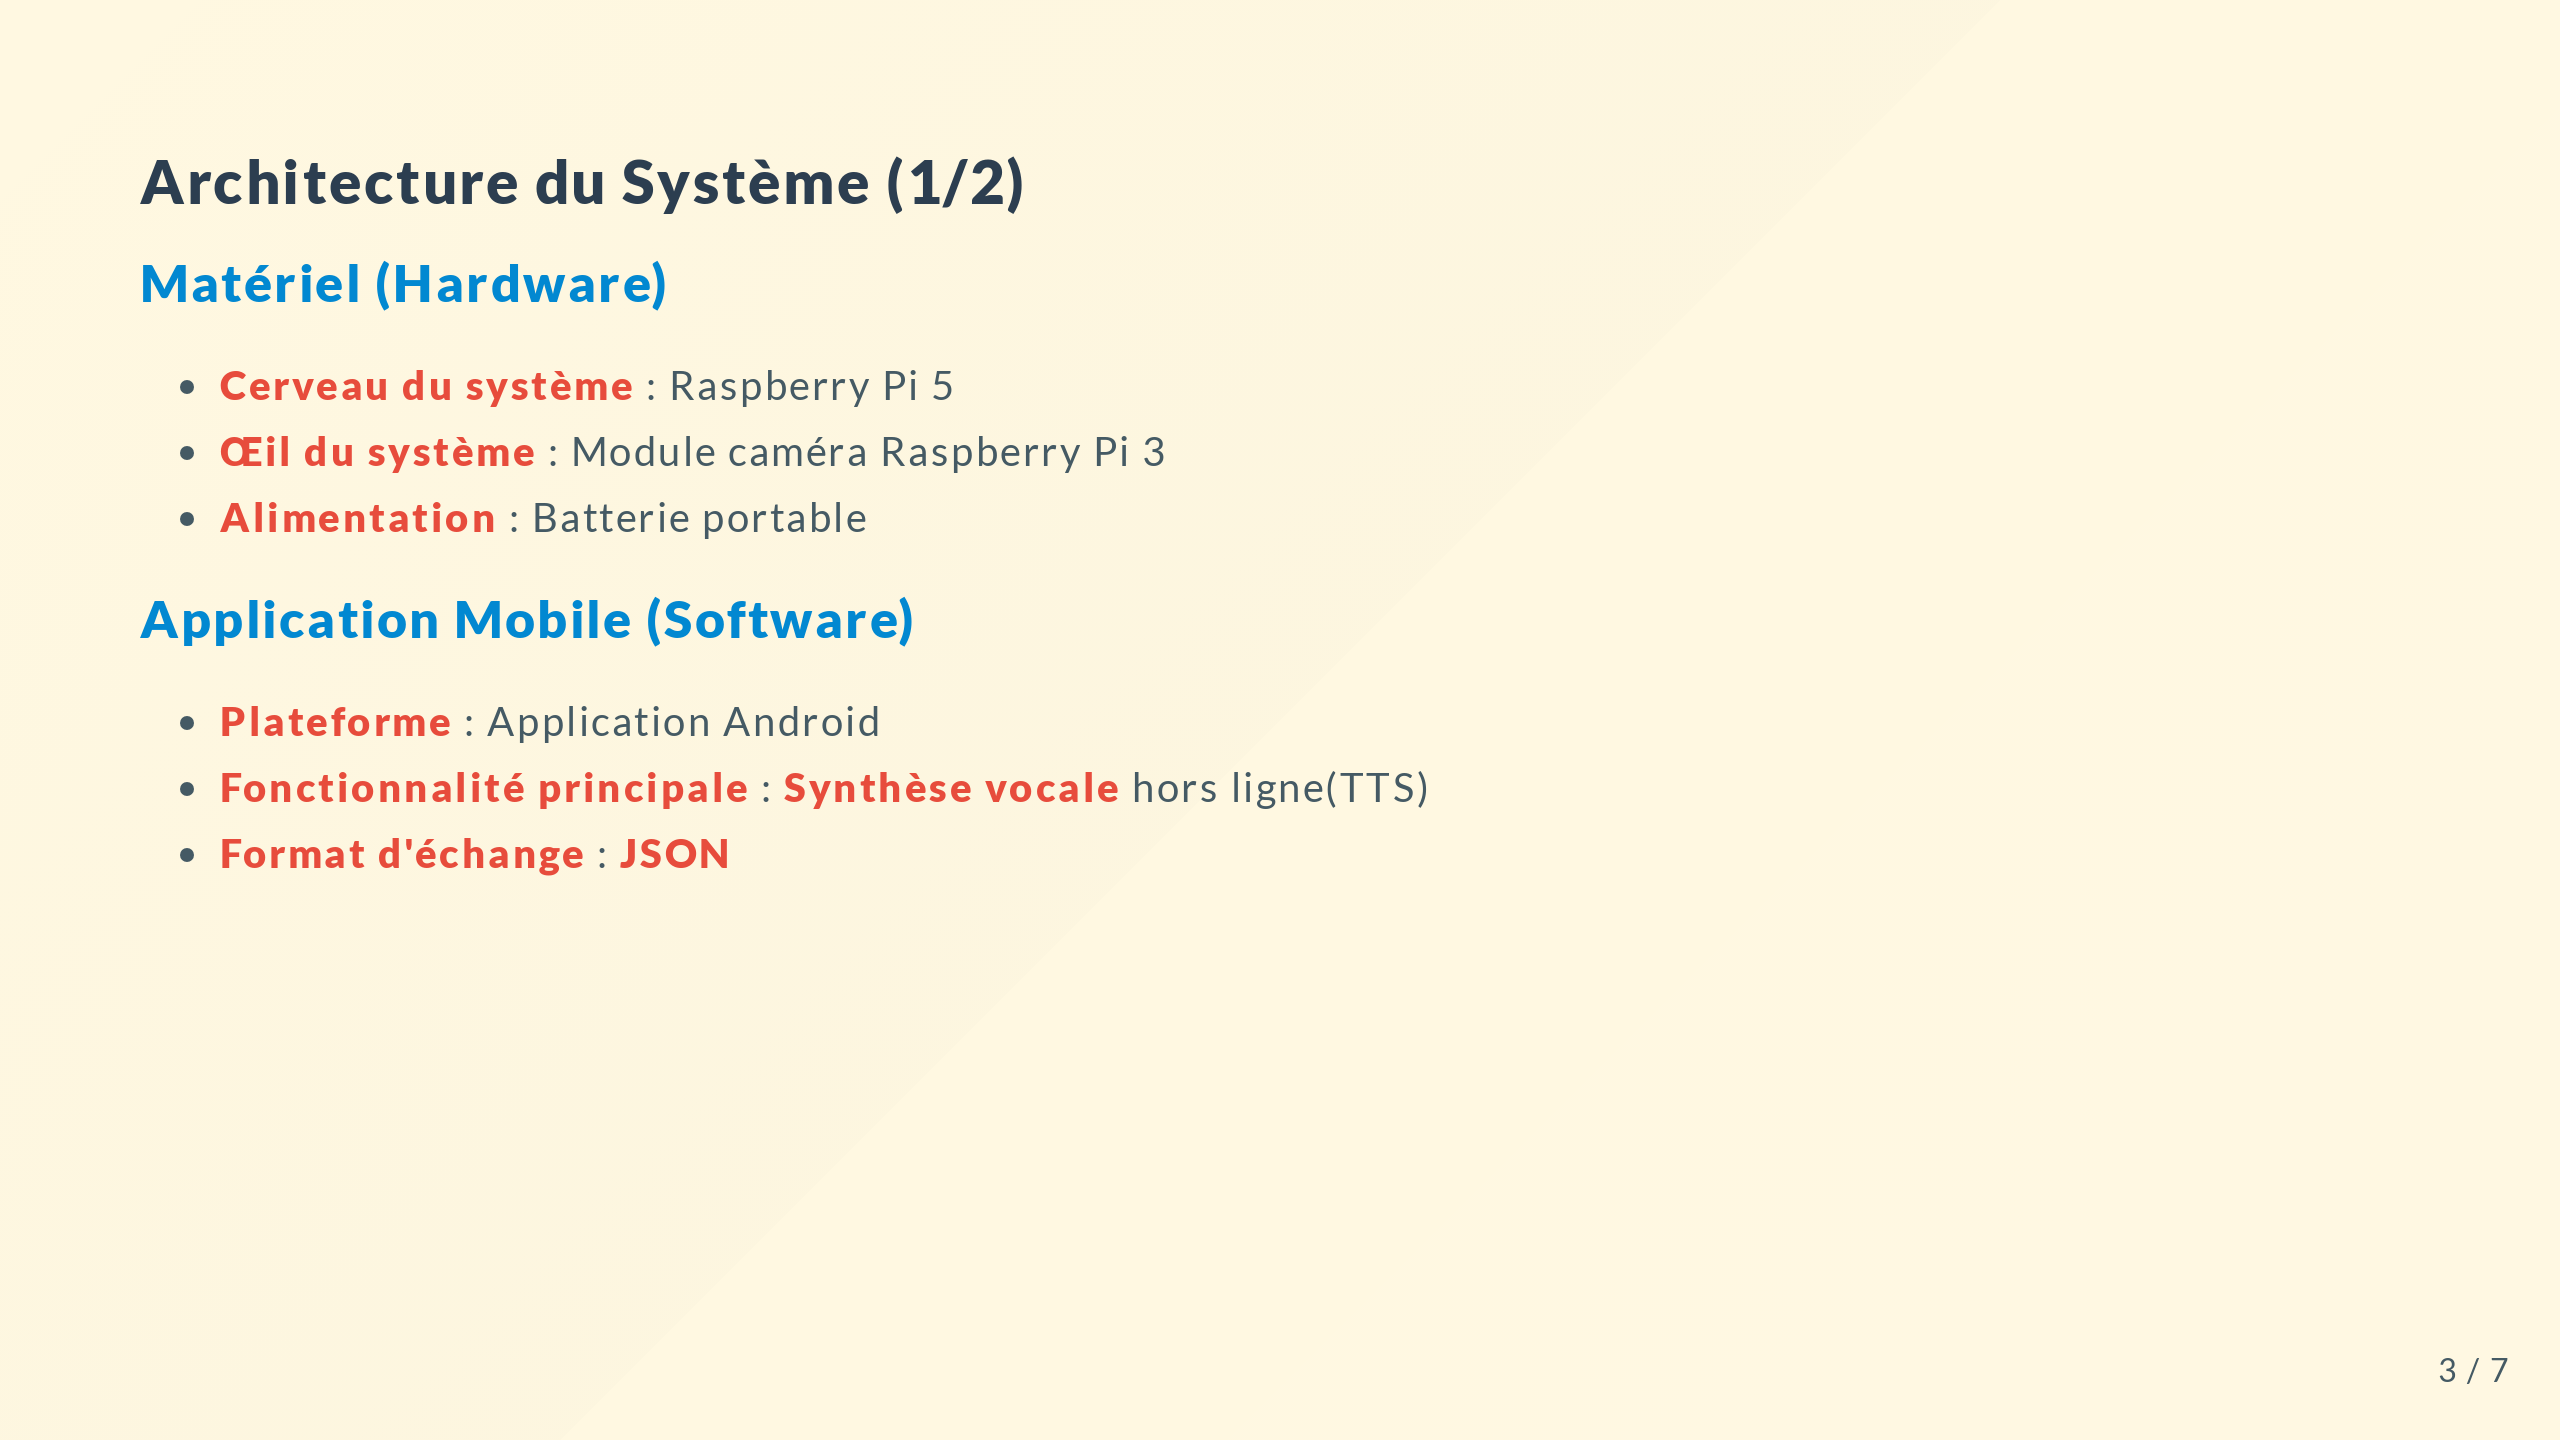 Architecture du Système (1/2)
Matériel (Hardware)
• Cerveau du système : Raspberry Pi 5
• Œil du système : Module caméra Raspberry Pi 3
• Alimentation : Batterie portable
Application Mobile (Software)
• Plateforme : Application Android
• Fonctionnalité principale : Synthèse vocale hors ligne(TTS)
• Format d'échange : JSON
3 / 7